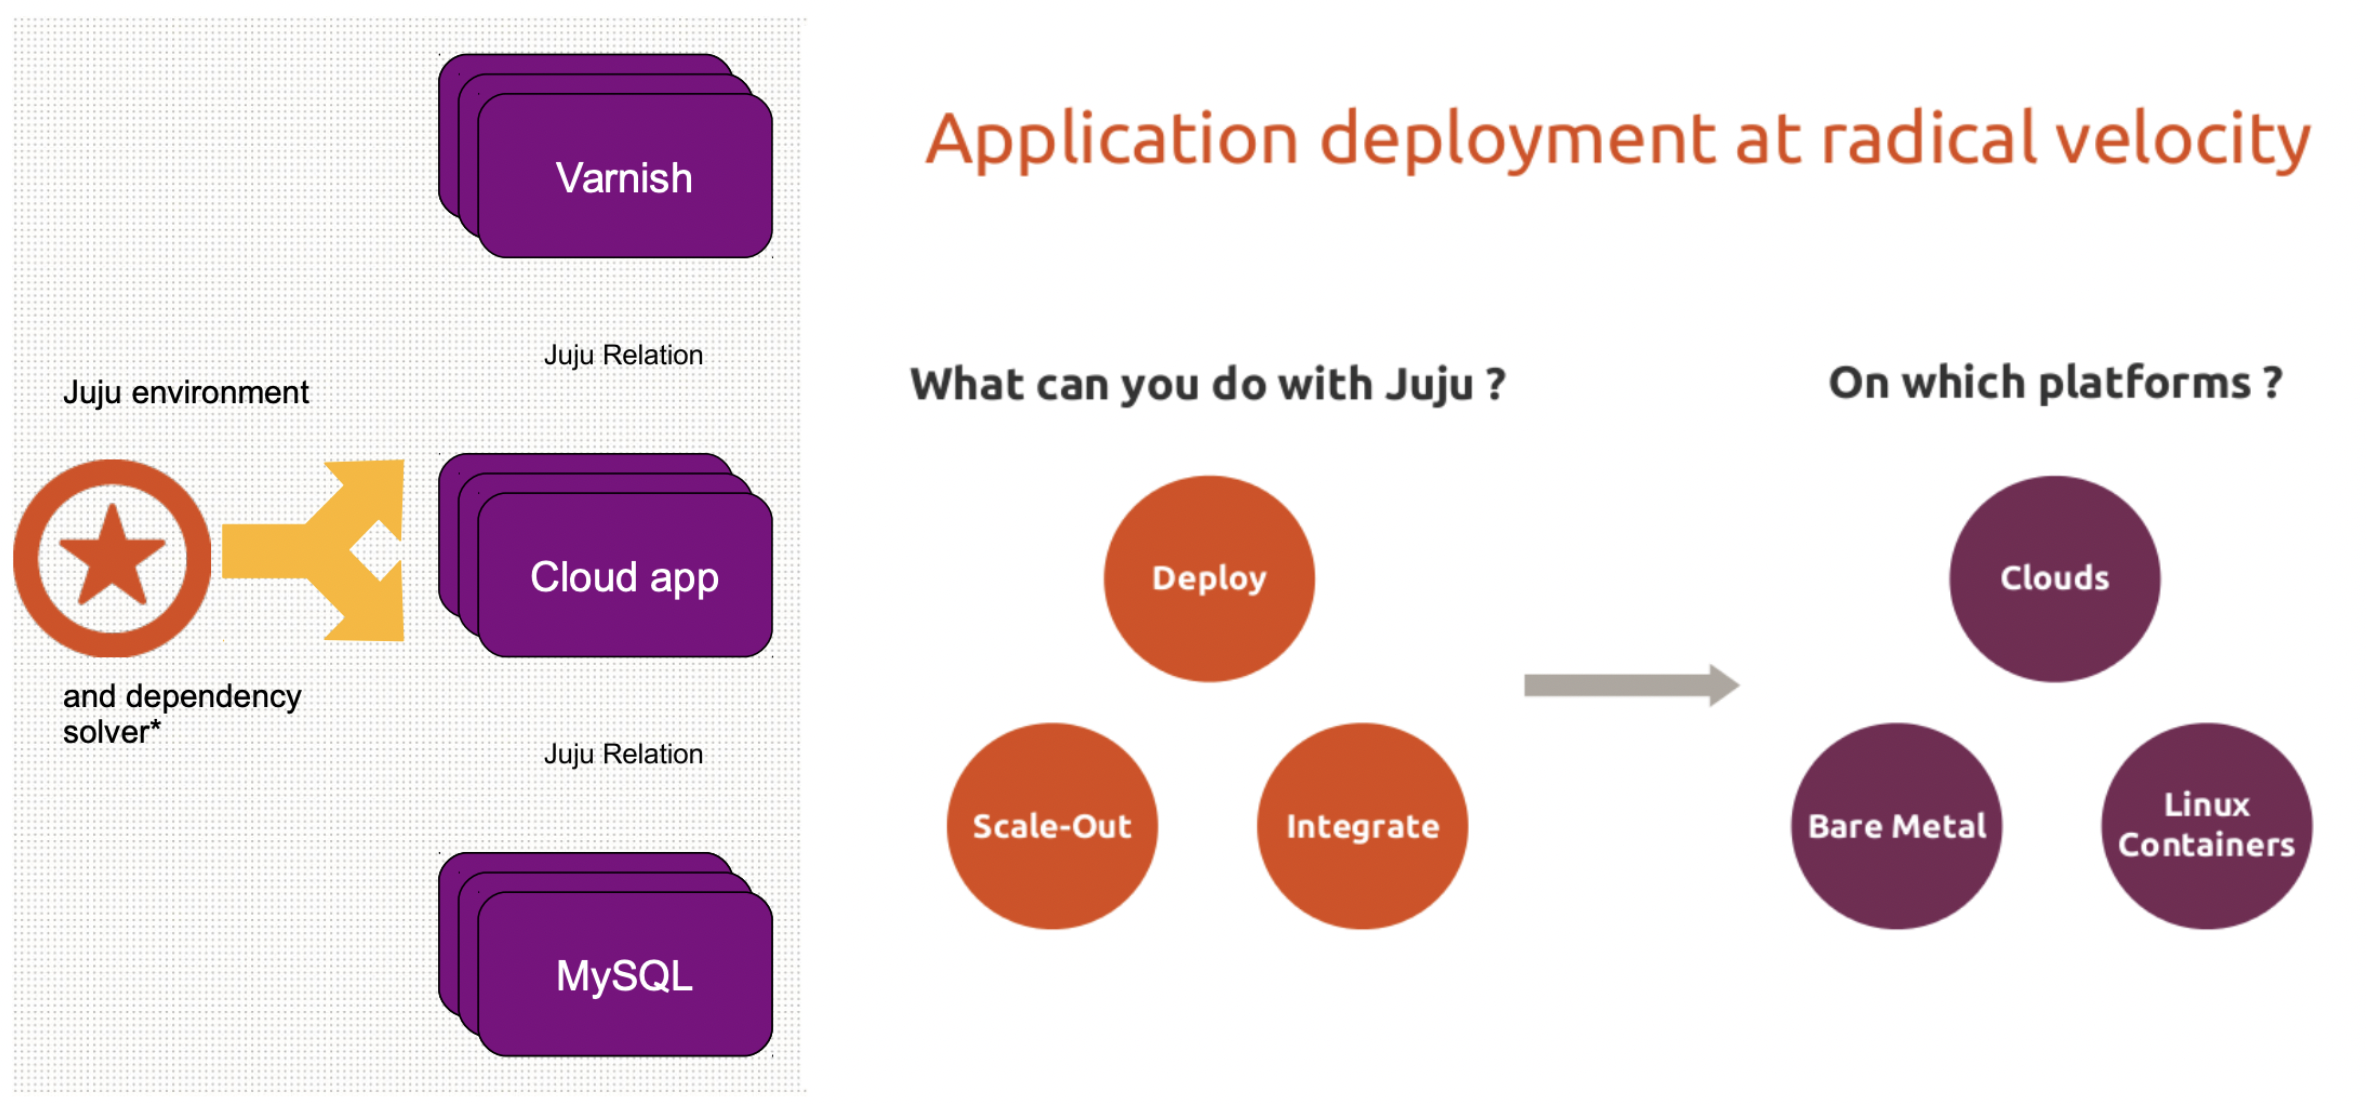 Varnish
Juju Relation
Juju environment
Cloud app
and dependency
solver*
Juju Relation
MySQL
Application deployment at radical velocity
What can you do with Juju ?
Deploy
Scale-Out
Integrate
On which platforms ?
Clouds
Bare Metal
Linux
Containers